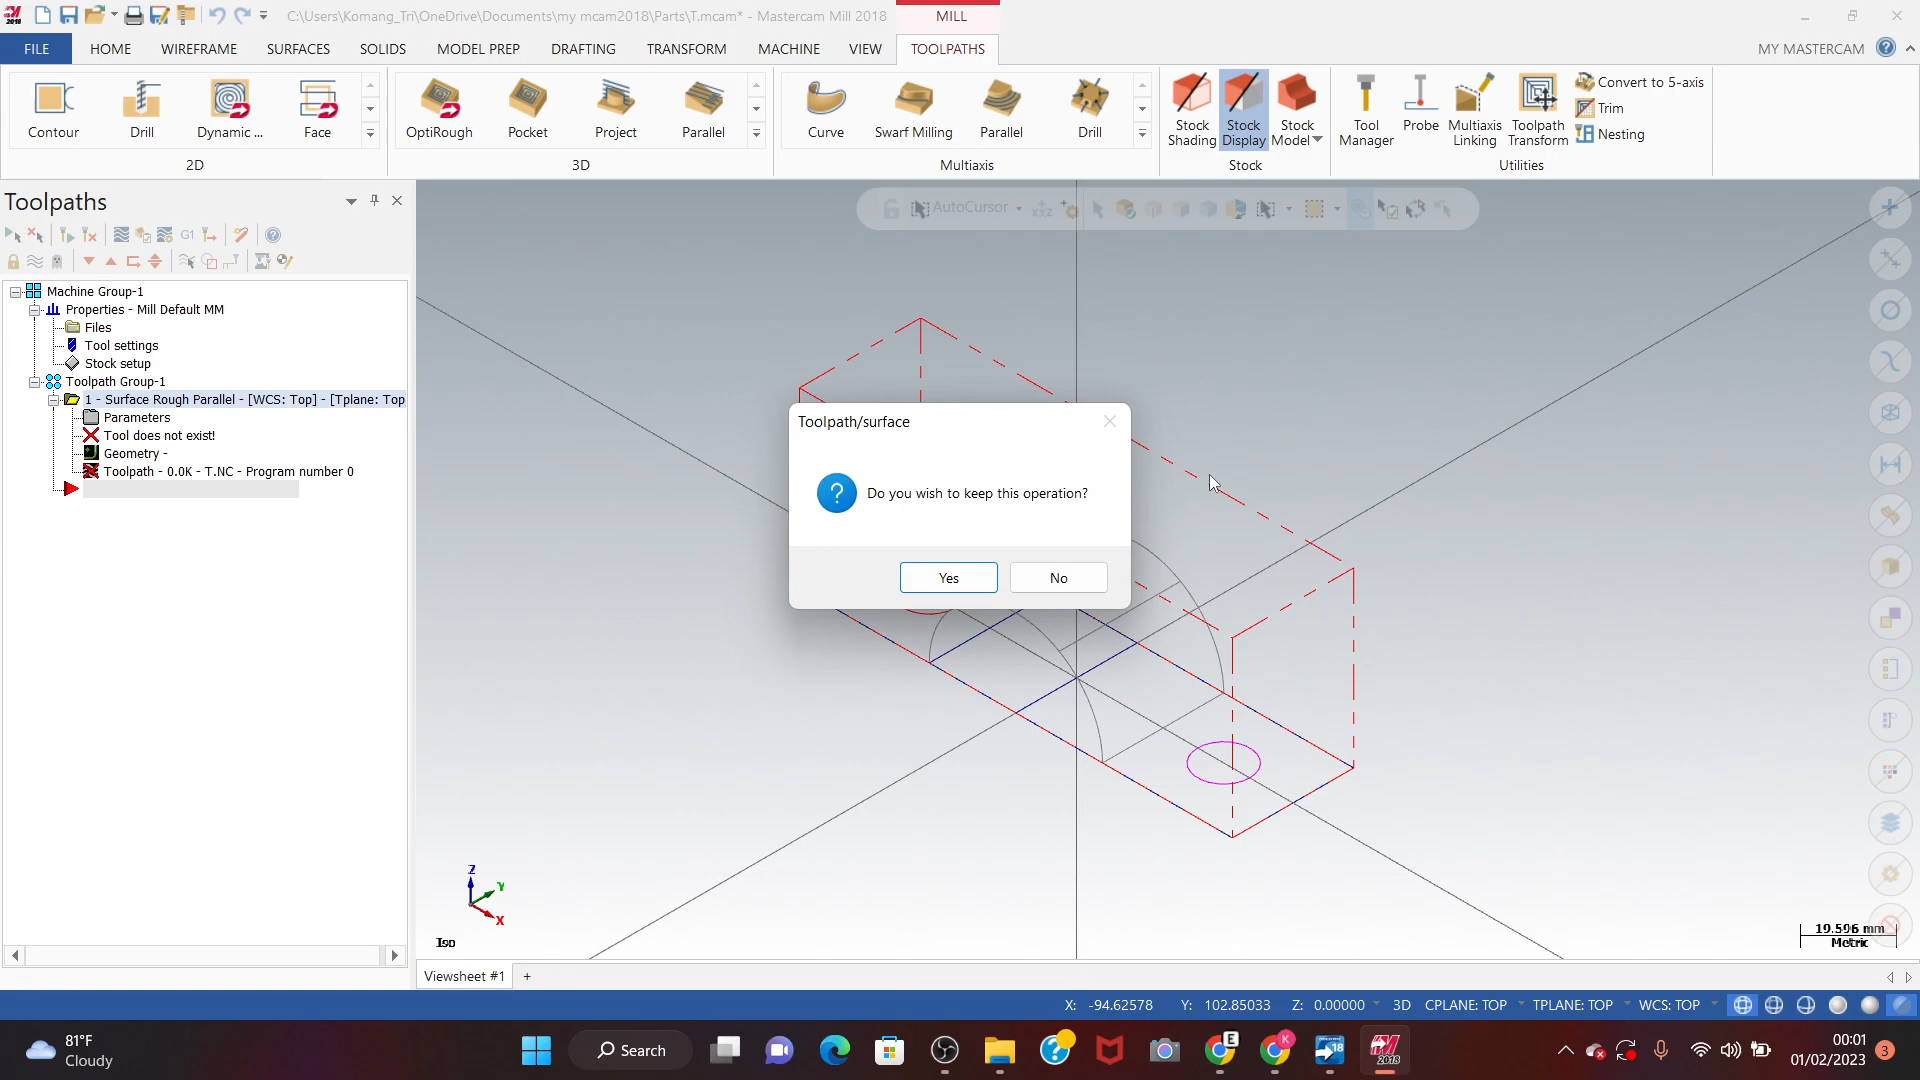 C:\Users\Komang_Tri\OneDrive\Documents\my mcam2018\Parts\T.mcam* - Mastercam Mill 2018
MILL
FILE HOME WIREFRAME SURFACES SOLIDS MODEL PREP DRAFTING TRANSFORM MACHINE VIEW TOOLPATHS MY MASTERCAM
Contour Drill Dynamic ... Face
2D
OptiRough Pocket Project Parallel
3D
Curve Swarf Milling Parallel Drill
Multiaxis
Stock Shading
Stock Display
Stock Model
Stock
Tool Manager
Probe
Multiaxis Linking
Toolpath Transform
Convert to 5-axis
Trim
Nesting
Utilities
Toolpaths
AutoCursor
XYZ
G1
Machine Group-1
Properties - Mill Default MM
Files
Tool settings
Stock setup
Toolpath Group-1
1 - Surface Rough Parallel - [WCS: Top] - [Tplane: Top
Parameters
Tool does not exist!
Geometry -
Toolpath - 0.0K - T.NC - Program number 0
Toolpath/surface
Do you wish to keep this operation?
Yes No
Z
Y
X
Iso
19.596 mm
Metric
Viewsheet #1 +
X: -94.62578 Y: 102.85033 Z: 0.00000 3D CPLANE: TOP TPLANE: TOP WCS: TOP
81°F
Cloudy
Search
E
K
18
2018
00:01
01/02/2023
3